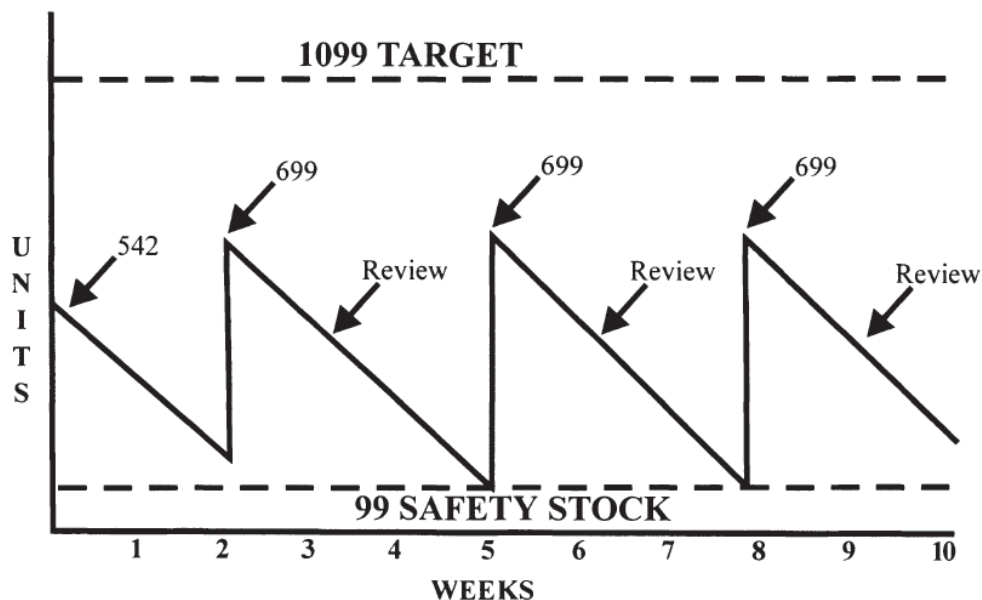 1099 TARGET
699
699
699
542
Review
Review
Review
UNITS
99 SAFETY STOCK
1 2 3 4 5 6 7 8 9 10
WEEKS